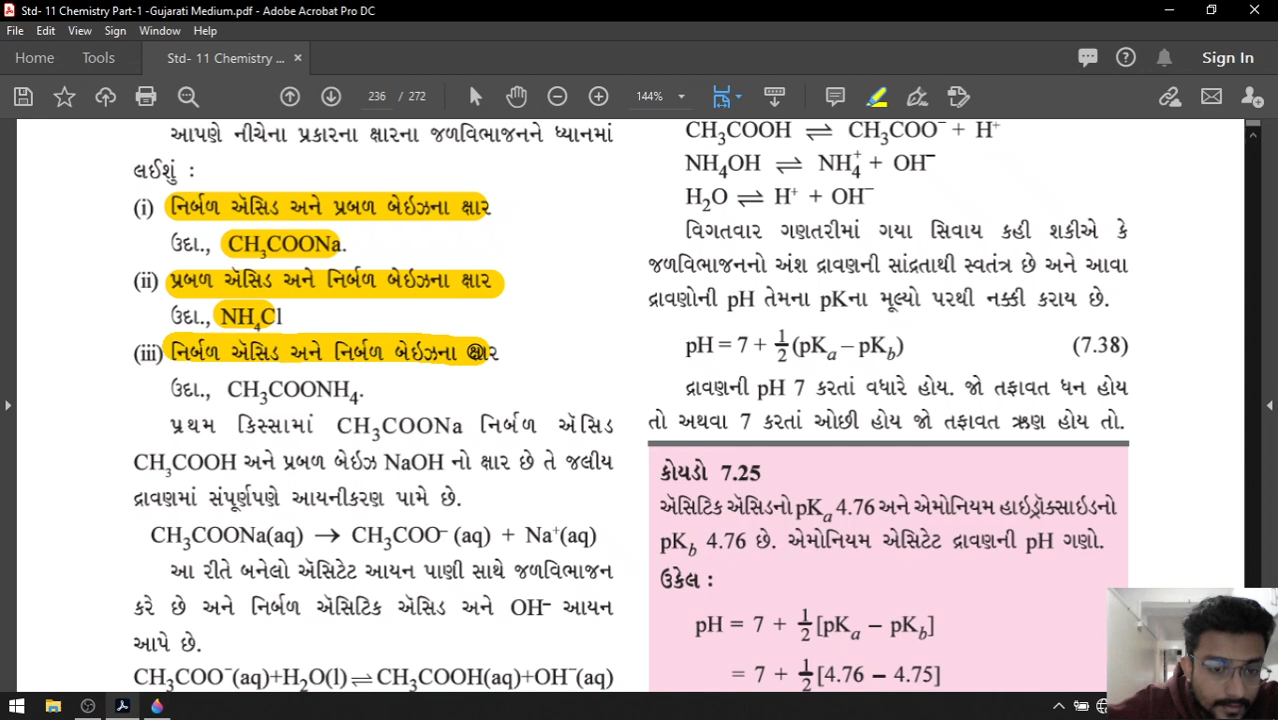 Std- 11 Chemistry Part-1 -Gujarati Medium.pdf - Adobe Acrobat Pro DC
File Edit View Sign Window Help
Home Tools Std- 11 Chemistry ... × Sign In
236 / 272 144%
આપણે નીચેના પ્રકારના ક્ષારના જળવિભાજનને ધ્યાનમાં
લઈશું :
(i) નિર્બળ ઍસિડ અને પ્રબળ બેઇઝના ક્ષાર
ઉદા., CH₃COONa.
(ii) પ્રબળ ઍસિડ અને નિર્બળ બેઇઝના ક્ષાર
ઉદા., NH₄Cl
(iii) નિર્બળ ઍસિડ અને નિર્બળ બેઇઝના ક્ષાર
ઉદા., CH₃COONH₄.
પ્રથમ કિસ્સામાં CH₃COONa નિર્બળ ઍસિડ
CH₃COOH અને પ્રબળ બેઇઝ NaOH નો ક્ષાર છે તે જલીય
દ્રાવણમાં સંપૂર્ણપણે આયનીકરણ પામે છે.
CH₃COONa(aq) → CH₃COO⁻ (aq) + Na⁺(aq)
આ રીતે બનેલો ઍસિટેટ આયન પાણી સાથે જળવિભાજન
કરે છે અને નિર્બળ ઍસિટિક ઍસિડ અને OH⁻ આયન
આપે છે.
CH₃COO⁻(aq)+H₂O(l)⇌CH₃COOH(aq)+OH⁻(aq)
CH₃COOH ⇌ CH₃COO⁻ + H⁺
NH₄OH ⇌ NH₄⁺ + OH⁻
H₂O ⇌ H⁺ + OH⁻
વિગતવાર ગણતરીમાં ગયા સિવાય કહી શકીએ કે
જળવિભાજનનો અંશ દ્રાવણની સાંદ્રતાથી સ્વતંત્ર છે અને આવા
દ્રાવણોની pH તેમના pKના મૂલ્યો પરથી નક્કી કરાય છે.
pH = 7 + ½(pKₐ – pK_b) (7.38)
દ્રાવણની pH 7 કરતાં વધારે હોય. જો તફાવત ધન હોય
તો અથવા 7 કરતાં ઓછી હોય જો તફાવત ઋણ હોય તો.
કોયડો 7.25
ઍસિટિક ઍસિડનો pKₐ 4.76 અને એમોનિયમ હાઇડ્રૉક્સાઇડનો
pK_b 4.76 છે. એમોનિયમ એસિટેટ દ્રાવણની pH ગણો.
ઉકેલ :
pH = 7 + ½[pKₐ – pK_b]
= 7 + ½[4.76 – 4.75]